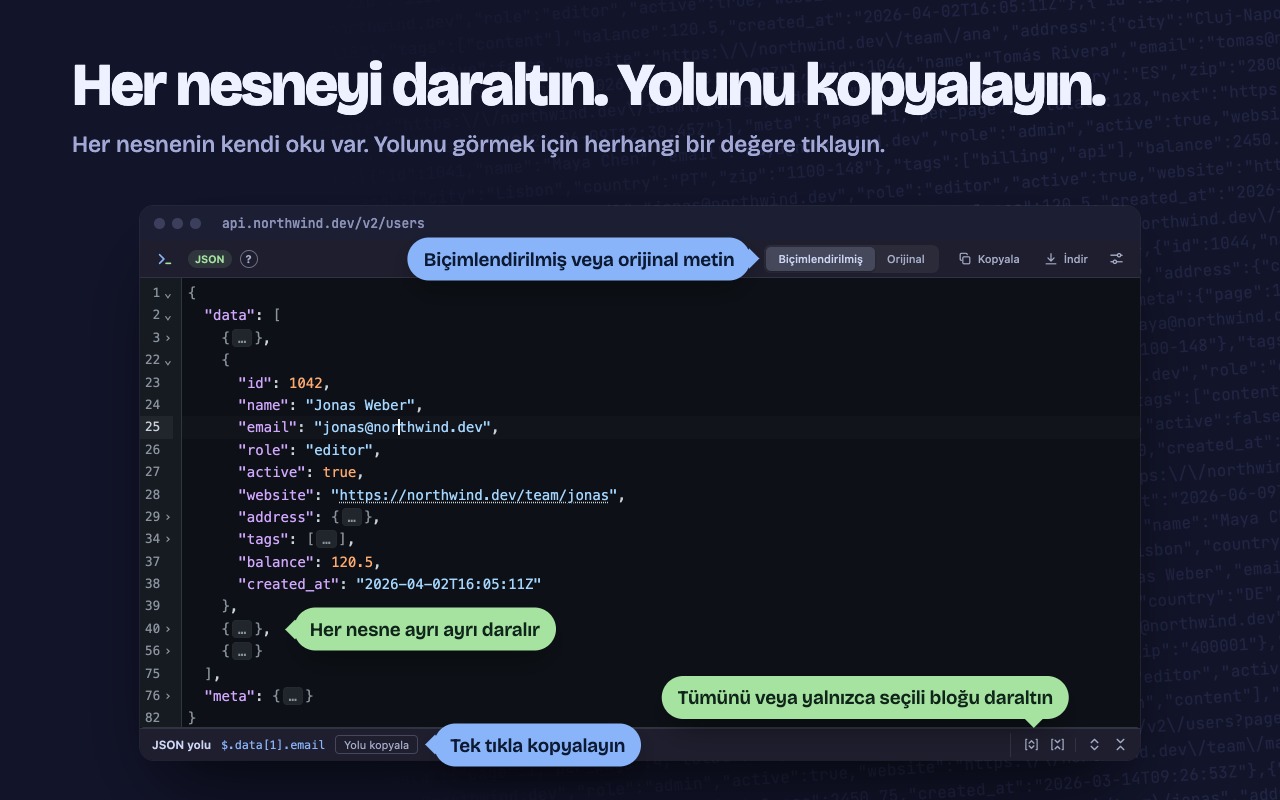 Her nesneyi daraltın. Yolunu kopyalayın.
Her nesnenin kendi oku var. Yolunu görmek için herhangi bir değere tıklayın.
api.northwind.dev/v2/users
JSON ?
Biçimlendirilmiş veya orijinal metin
Biçimlendirilmiş Orijinal Kopyala İndir
1 {
2 "data": [
3 {…},
22 {
23 "id": 1042,
24 "name": "Jonas Weber",
25 "email": "jonas@northwind.dev",
26 "role": "editor",
27 "active": true,
28 "website": "https://northwind.dev/team/jonas",
29 "address": {…},
34 "tags": […],
37 "balance": 120.5,
38 "created_at": "2026-04-02T16:05:11Z"
39 },
40 {…},
Her nesne ayrı ayrı daralır
56 {…}
75 ],
76 "meta": {…}
Tümünü veya yalnızca seçili bloğu daraltın
82 }
JSON yolu $.data[1].email Yolu kopyala
Tek tıkla kopyalayın